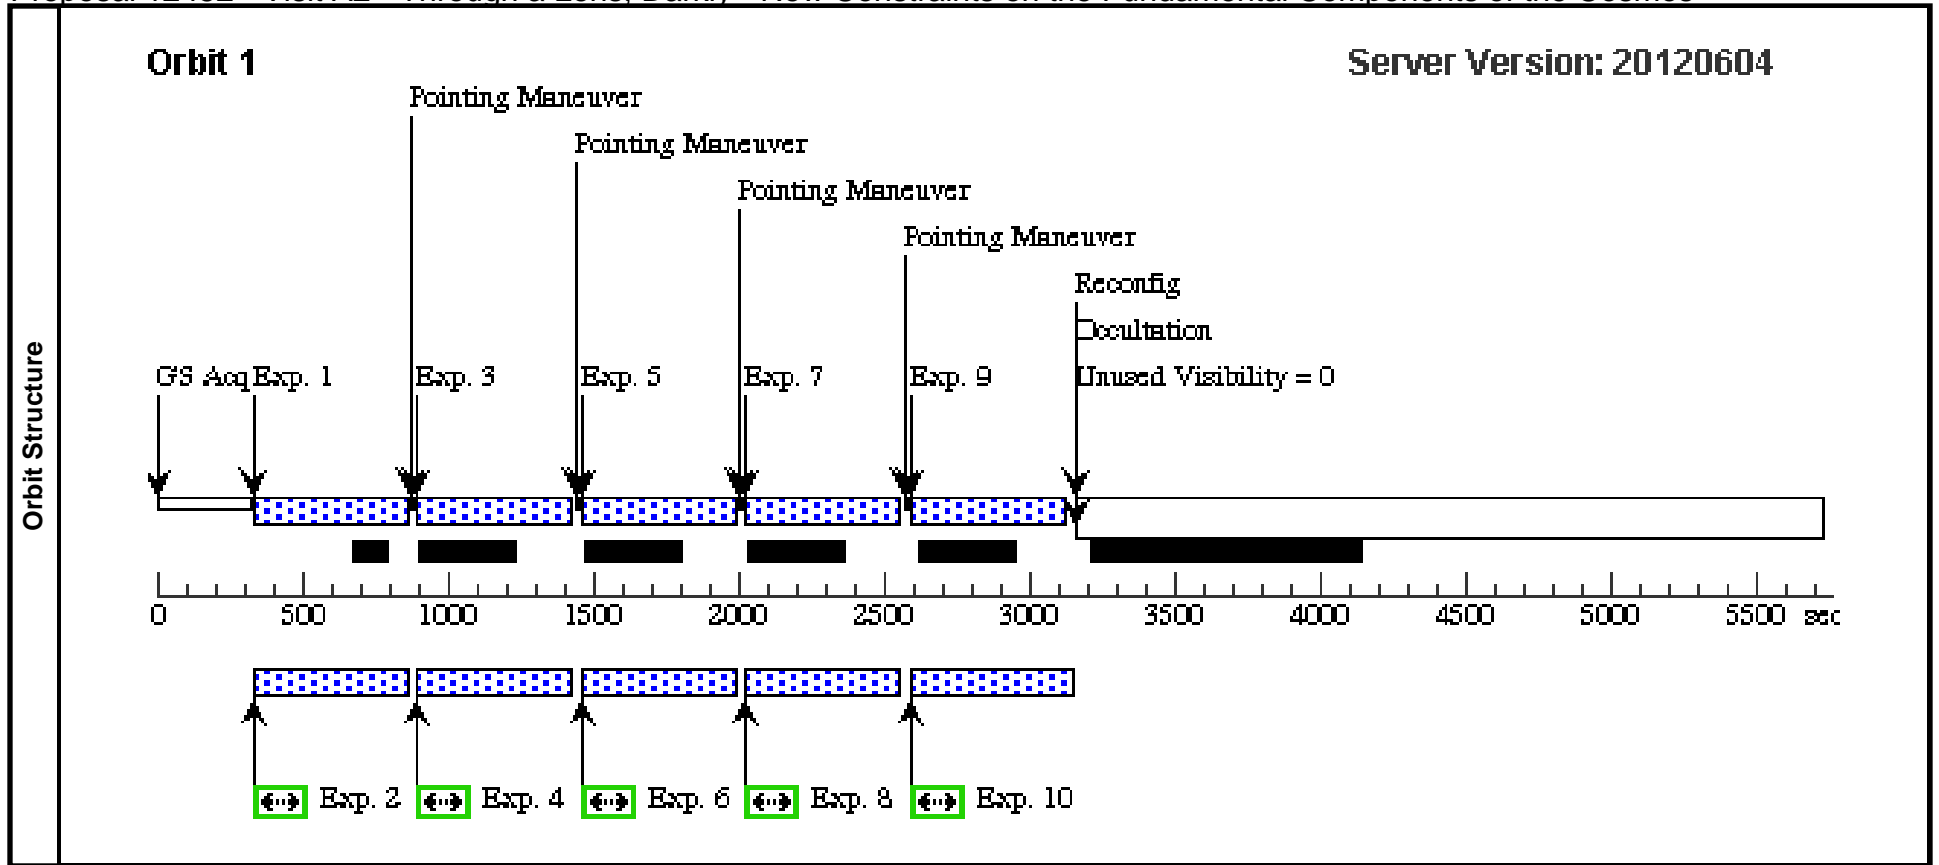 Orbit 1
Server Version: 20120604
Pointing Maneuver
Pointing Maneuver
Pointing Maneuver
Pointing Maneuver
Reconfig
Occultation
GS Acq
Exp. 1
Exp. 3
Exp. 5
Exp. 7
Exp. 9
Unused Visibility = 0
Orbit Structure
0
500
1000
1500
2000
2500
3000
3500
4000
4500
5000
5500
sec
Exp. 2
Exp. 4
Exp. 6
Exp. 8
Exp. 10